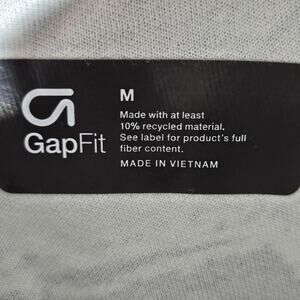 GapFit
M
Made with at least
10% recycled material.
See label for product's full
fiber content.
MADE IN VIETNAM